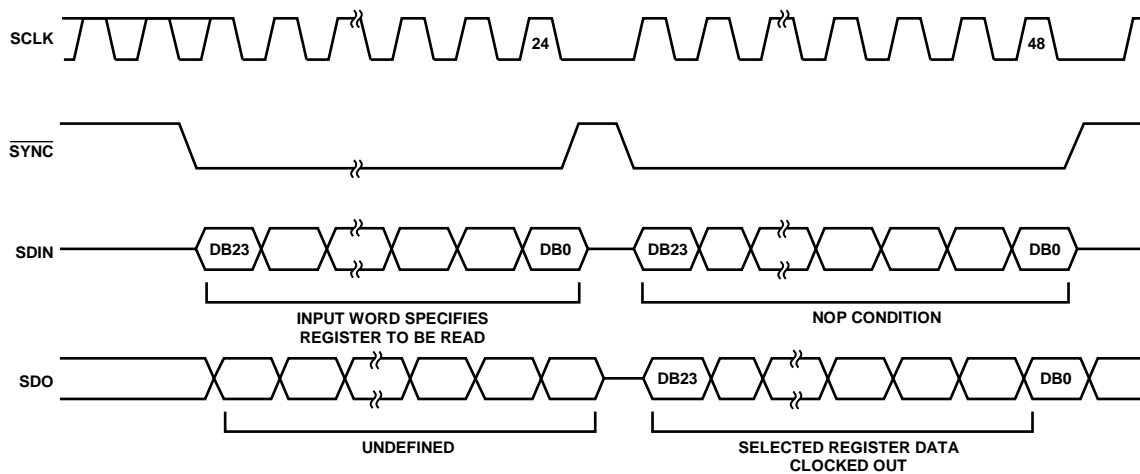 SCLK
24
48
SYNC
SDIN
DB23
DB0
DB23
DB0
INPUT WORD SPECIFIES
REGISTER TO BE READ
NOP CONDITION
SDO
DB23
DB0
UNDEFINED
SELECTED REGISTER DATA
CLOCKED OUT